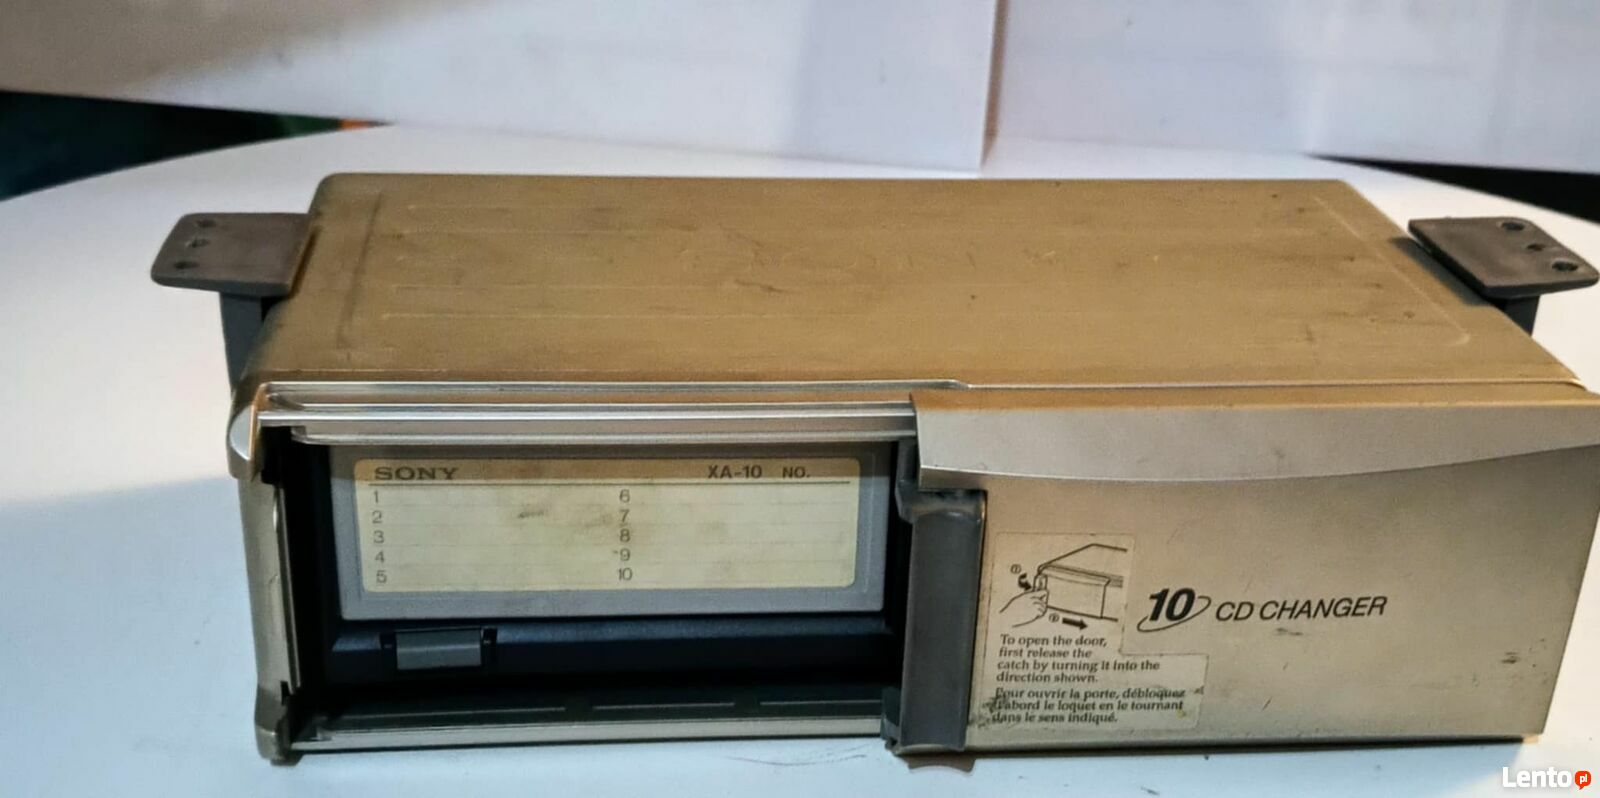 SONY XA-10 NO.
1 6
2 7
3 8
4 9
5 10
10 CD CHANGER
To open the door,
first release the
catch by turning it into the
direction shown.
Pour ouvrir la porte, débloquez
d'abord le loquet en le tournant
dans le sens indiqué.
Lento.pl